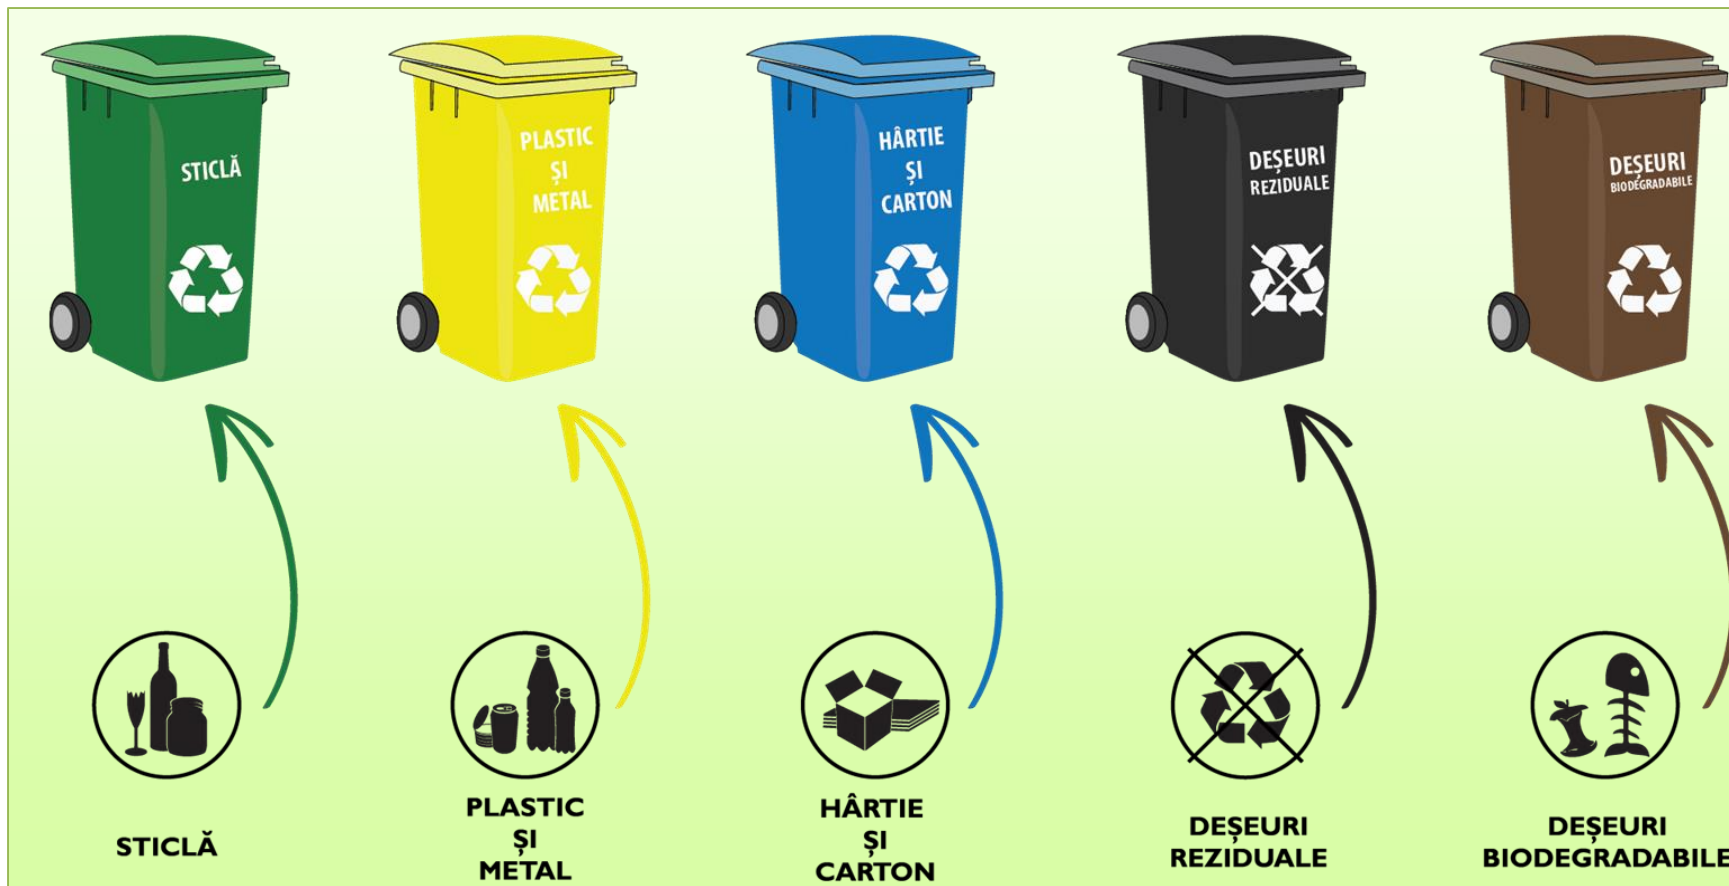 STICLĂ
PLASTIC
ȘI
METAL
HÂRTIE
ȘI
CARTON
DEȘEURI
REZIDUALE
DEȘEURI
BIODEGRADABILE
STICLĂ
PLASTIC
ȘI
METAL
HÂRTIE
ȘI
CARTON
DEȘEURI
REZIDUALE
DEȘEURI
BIODEGRADABILE